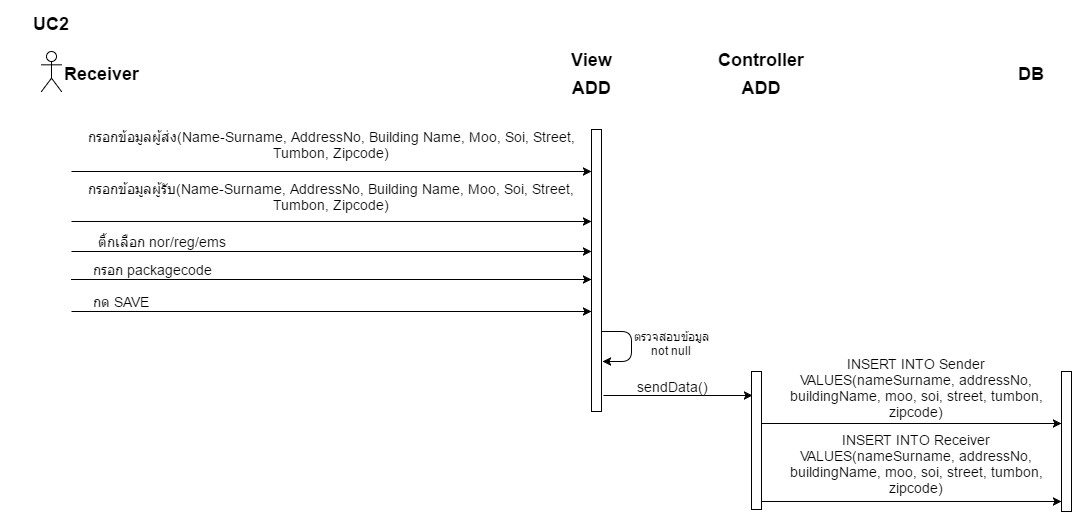 UC2
Receiver
View
ADD
Controller
ADD
DB
กรอกข้อมูลผู้ส่ง(Name-Surname, AddressNo, Building Name, Moo, Soi, Street,
Tumbon, Zipcode)
กรอกข้อมูลผู้รับ(Name-Surname, AddressNo, Building Name, Moo, Soi, Street,
Tumbon, Zipcode)
ติ้กเลือก nor/reg/ems
กรอก packagecode
กด SAVE
ตรวจสอบข้อมูล
not null
sendData()
INSERT INTO Sender
VALUES(nameSurname, addressNo,
buildingName, moo, soi, street, tumbon,
zipcode)
INSERT INTO Receiver
VALUES(nameSurname, addressNo,
buildingName, moo, soi, street, tumbon,
zipcode)